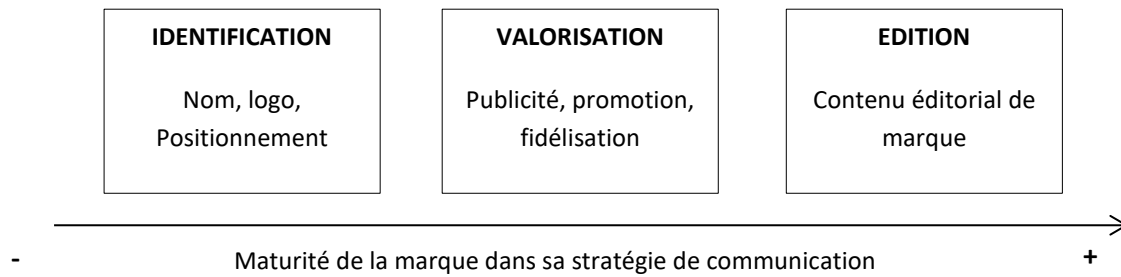 IDENTIFICATION
Nom, logo,
Positionnement
VALORISATION
Publicité, promotion,
fidélisation
EDITION
Contenu éditorial de
marque
-
Maturité de la marque dans sa stratégie de communication
+